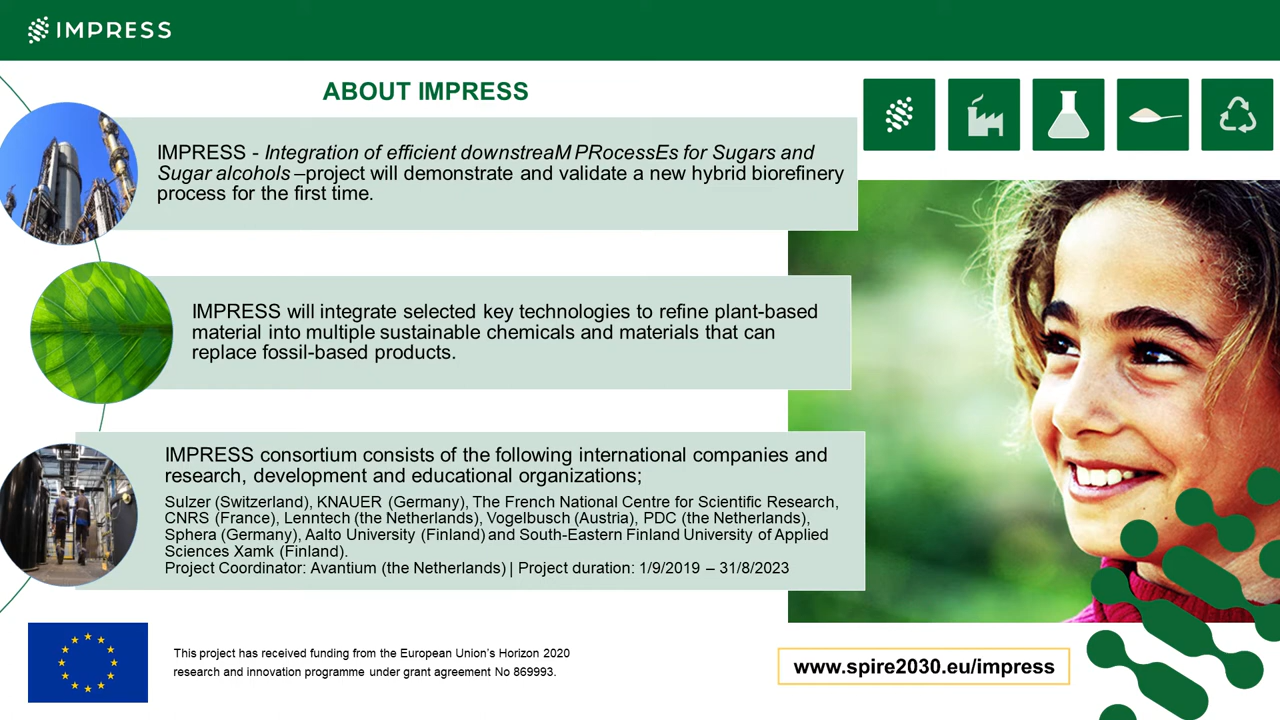 IMPRESS
ABOUT IMPRESS
IMPRESS - Integration of efficient downstreaM PRocessEs for Sugars and
Sugar alcohols –project will demonstrate and validate a new hybrid biorefinery
process for the first time.
IMPRESS will integrate selected key technologies to refine plant-based
material into multiple sustainable chemicals and materials that can
replace fossil-based products.
IMPRESS consortium consists of the following international companies and
research, development and educational organizations;
Sulzer (Switzerland), KNAUER (Germany), The French National Centre for Scientific Research,
CNRS (France), Lenntech (the Netherlands), Vogelbusch (Austria), PDC (the Netherlands),
Sphera (Germany), Aalto University (Finland) and South-Eastern Finland University of Applied
Sciences Xamk (Finland).
Project Coordinator: Avantium (the Netherlands) | Project duration: 1/9/2019 – 31/8/2023
This project has received funding from the European Union’s Horizon 2020
research and innovation programme under grant agreement No 869993.
www.spire2030.eu/impress